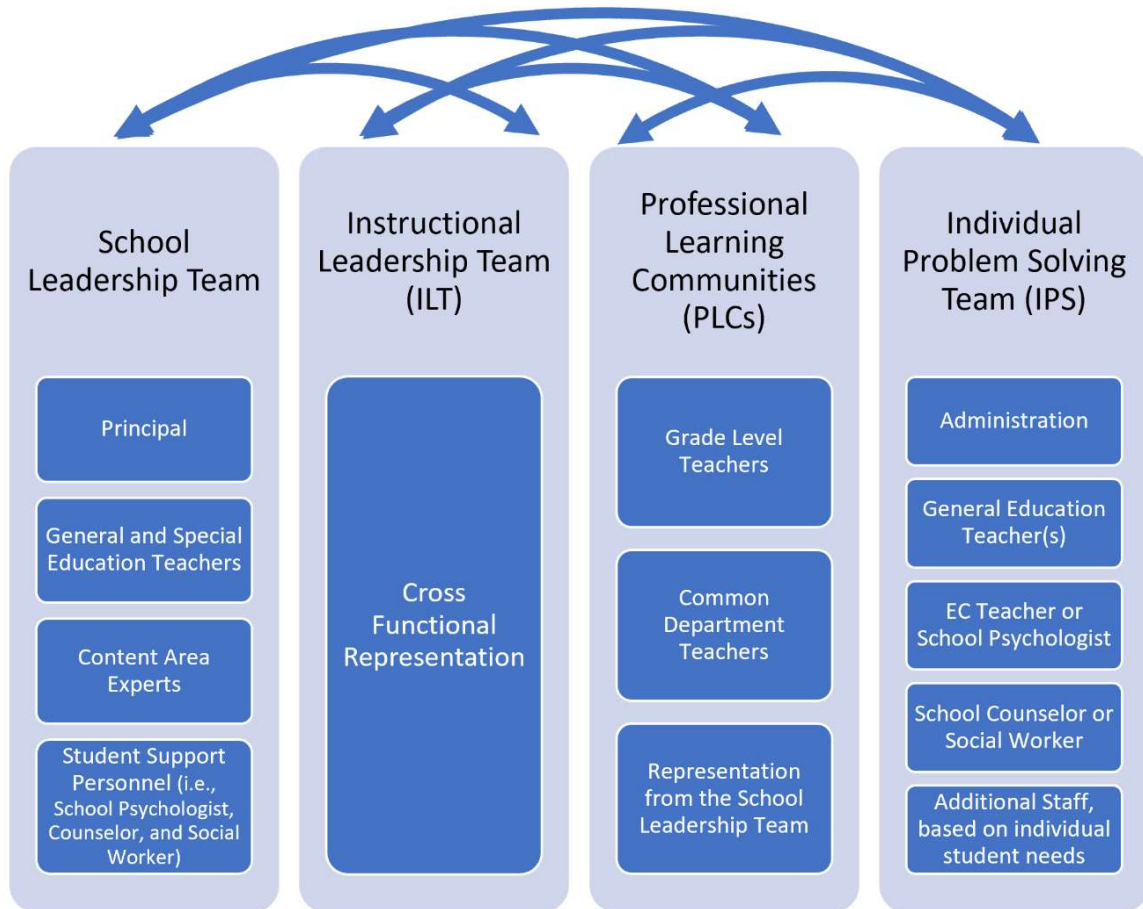 School
Leadership Team
Principal
General and Special
Education Teachers
Content Area
Experts
Student Support
Personnel (i.e.,
School Psychologist,
Counselor, and Social
Worker)
Instructional
Leadership Team
(ILT)
Cross
Functional
Representation
Professional
Learning
Communities
(PLCs)
Grade Level
Teachers
Common
Department
Teachers
Representation
from the School
Leadership Team
Individual
Problem Solving
Team (IPS)
Administration
General Education
Teacher(s)
EC Teacher or
School Psychologist
School Counselor or
Social Worker
Additional Staff,
based on individual
student needs